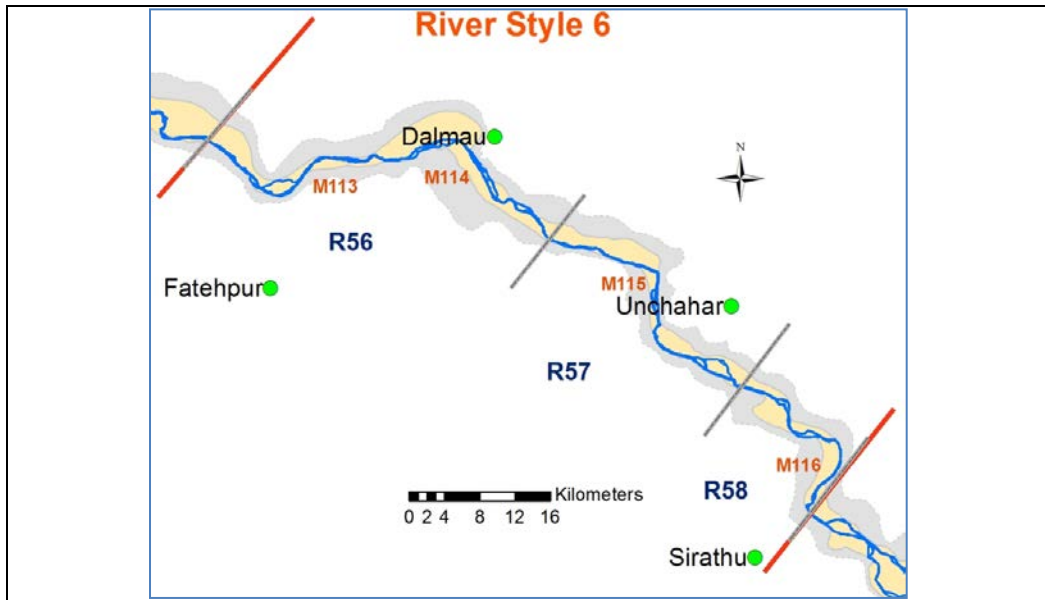 River Style 6
Dalmau
N
M113
M114
R56
Fatehpur
M115
Unchahar
R57
M116
R58
Kilometers
0 2 4 8 12 16
Sirathu